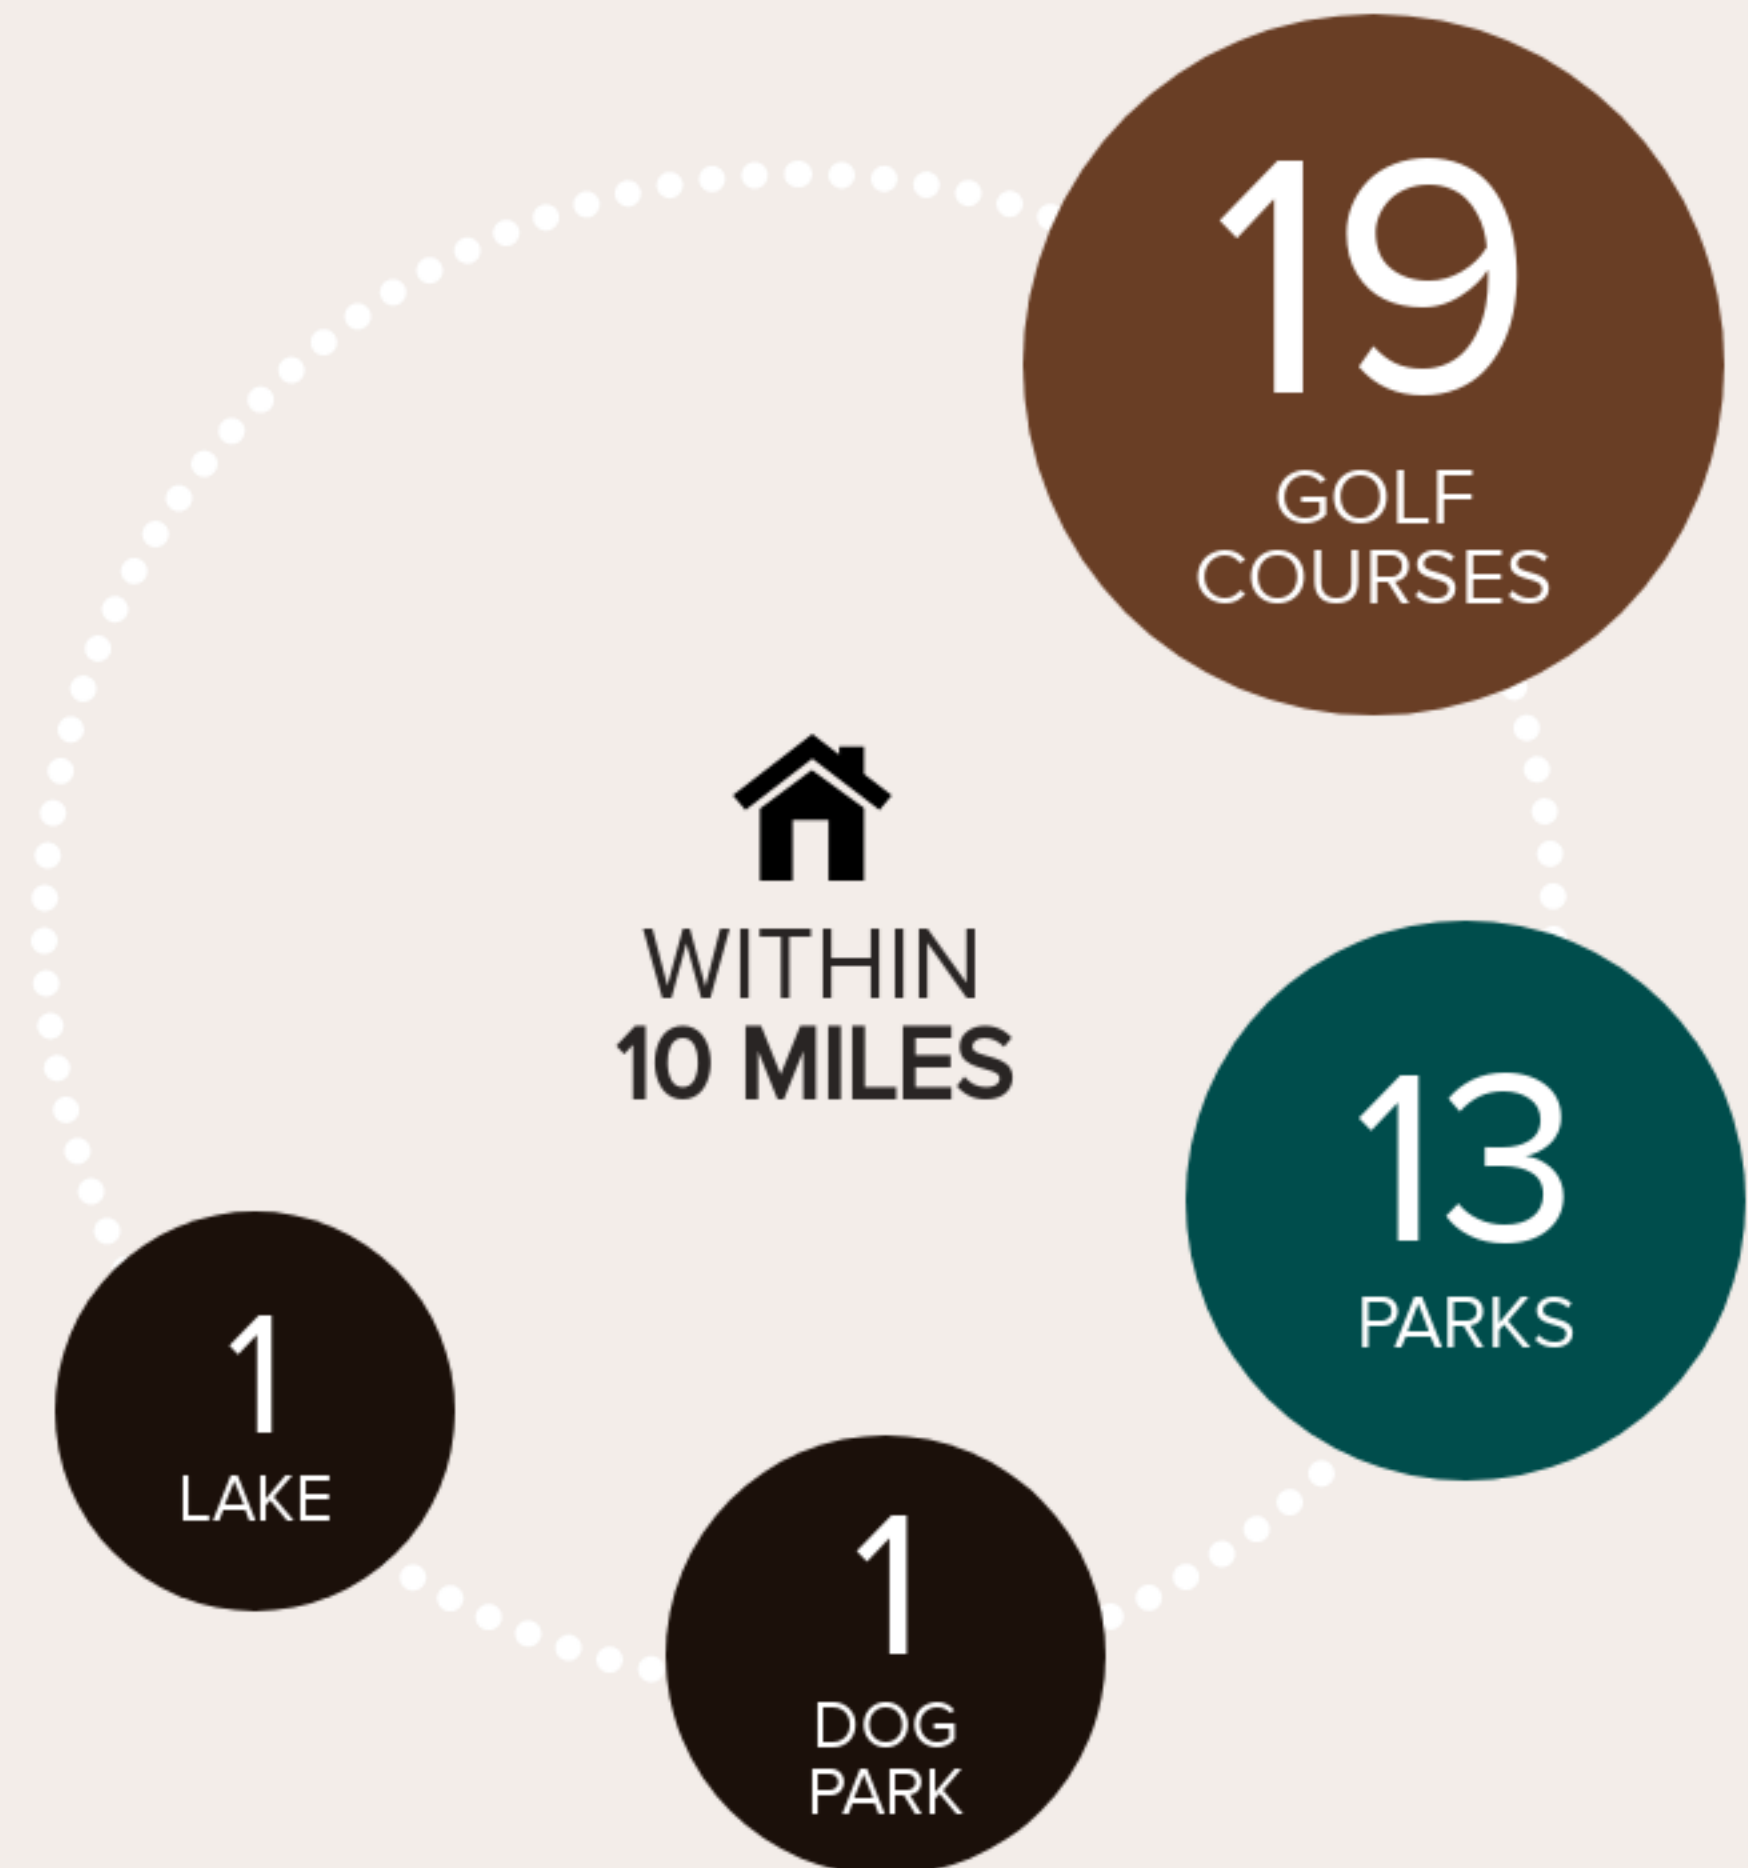 19
GOLF
COURSES
WITHIN
10 MILES
13
PARKS
1
LAKE
1
DOG
PARK